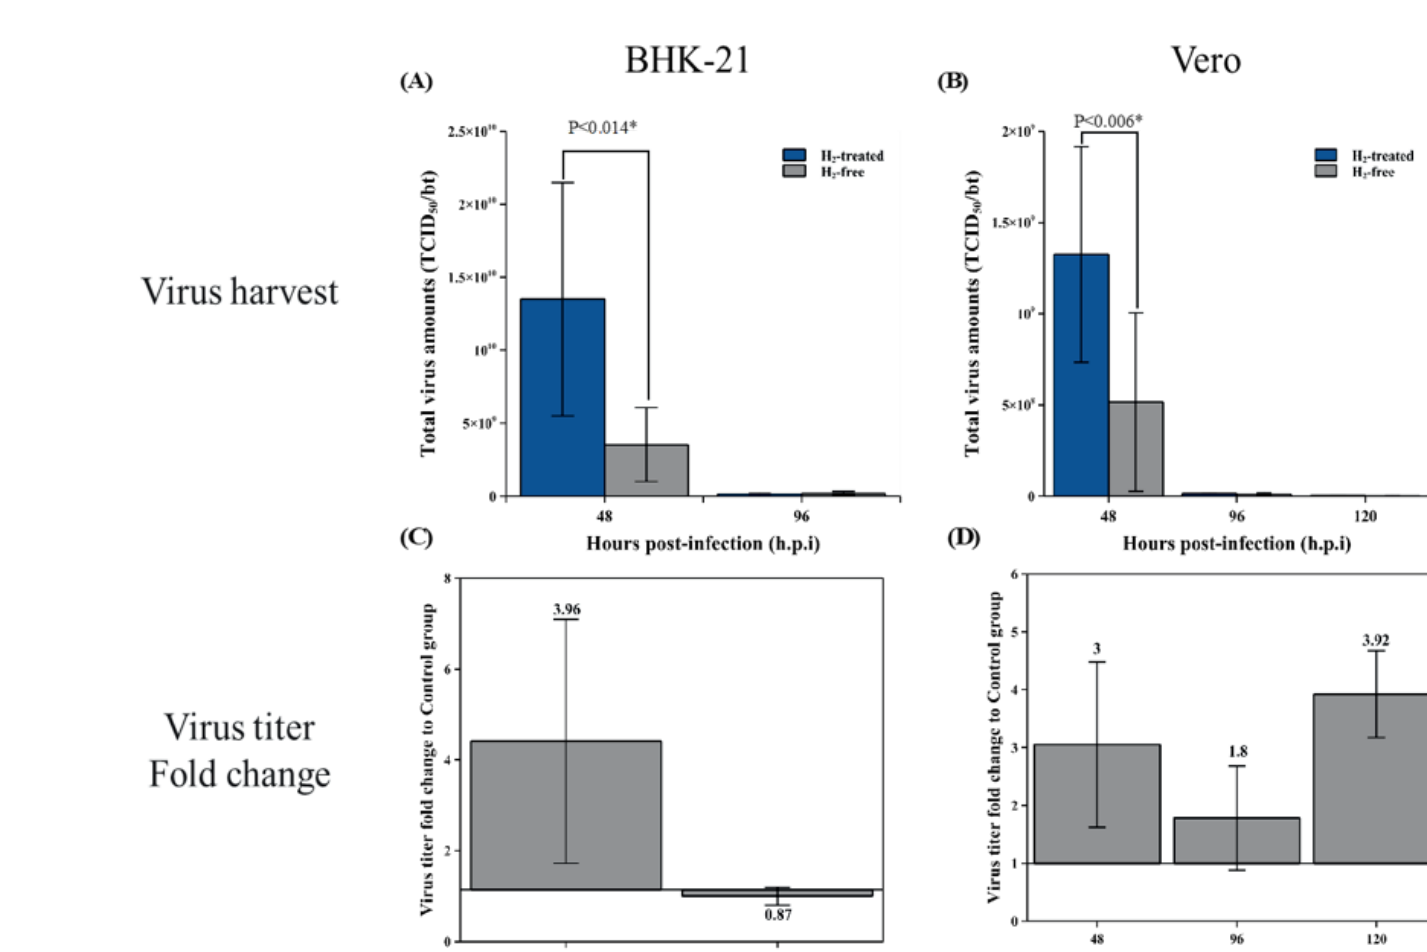 BHK-21
Vero
(A)
(B)
P<0.014*
P<0.006*
2.5×10¹⁰
2×10¹⁰
1.5×10¹⁰
10¹⁰
5×10⁹
0
Total virus amounts (TCID₅₀/bt)
H₂-treated
H₂-free
48
96
Hours post-infection (h.p.i)
2×10⁹
1.5×10⁹
10⁹
5×10⁸
0
Total virus amounts (TCID₅₀/bt)
H₂-treated
H₂-free
48
96
120
Hours post-infection (h.p.i)
Virus harvest
(C)
(D)
8
6
4
2
0
Virus titer fold change to Control group
3.96
0.87
6
5
4
3
2
1
0
Virus titer fold change to Control group
3
1.8
3.92
48
96
120
Virus titer
Fold change